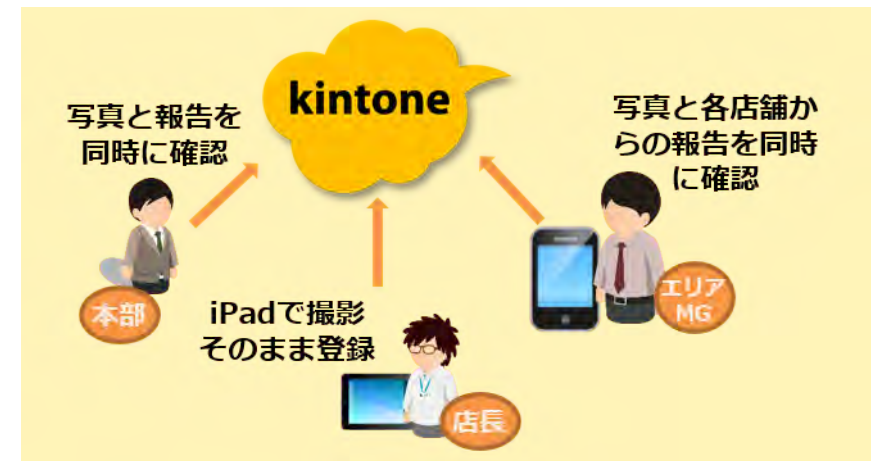 kintone
写真と報告を
同時に確認
本部
iPadで撮影
そのまま登録
店長
写真と各店舗か
らの報告を同時
に確認
エリア
MG